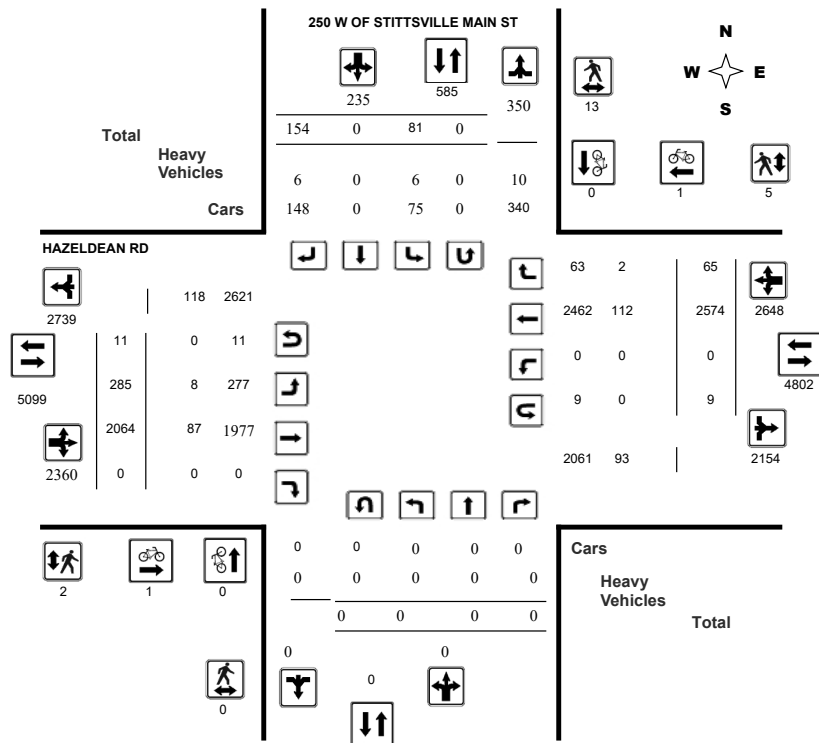 250 W OF STITTSVILLE MAIN ST
N
W E
S
235 585 350 13
Total 154 0 81 0
Heavy
Vehicles
6 0 6 0 10 0 1 5
Cars 148 0 75 0 340
HAZELDEAN RD
63 2 65
2739 118 2621
2462 112 2574 2648
11 0 11
0 0 0
5099 285 8 277 4802
9 0 9
2064 87 1977
2360 0 0 0 2061 93 2154
0 0 0 0 0 Cars
2 1 0 0 0 0 0 0 Heavy
Vehicles
0 0 0 0 Total
0 0
0 0